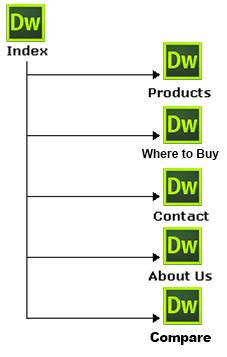 Dw
Index
Dw
Products
Dw
Where to Buy
Dw
Contact
Dw
About Us
Dw
Compare